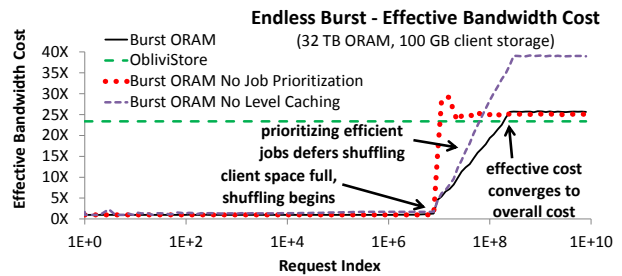 Endless Burst - Effective Bandwidth Cost
(32 TB ORAM, 100 GB client storage)
Burst ORAM
ObliviStore
Burst ORAM No Job Prioritization
Burst ORAM No Level Caching
Effective Bandwidth Cost
40X
35X
30X
25X
20X
15X
10X
5X
0X
prioritizing efficient
jobs defers shuffling
client space full,
shuffling begins
effective cost
converges to
overall cost
1E+0
1E+2
1E+4
1E+6
1E+8
1E+10
Request Index